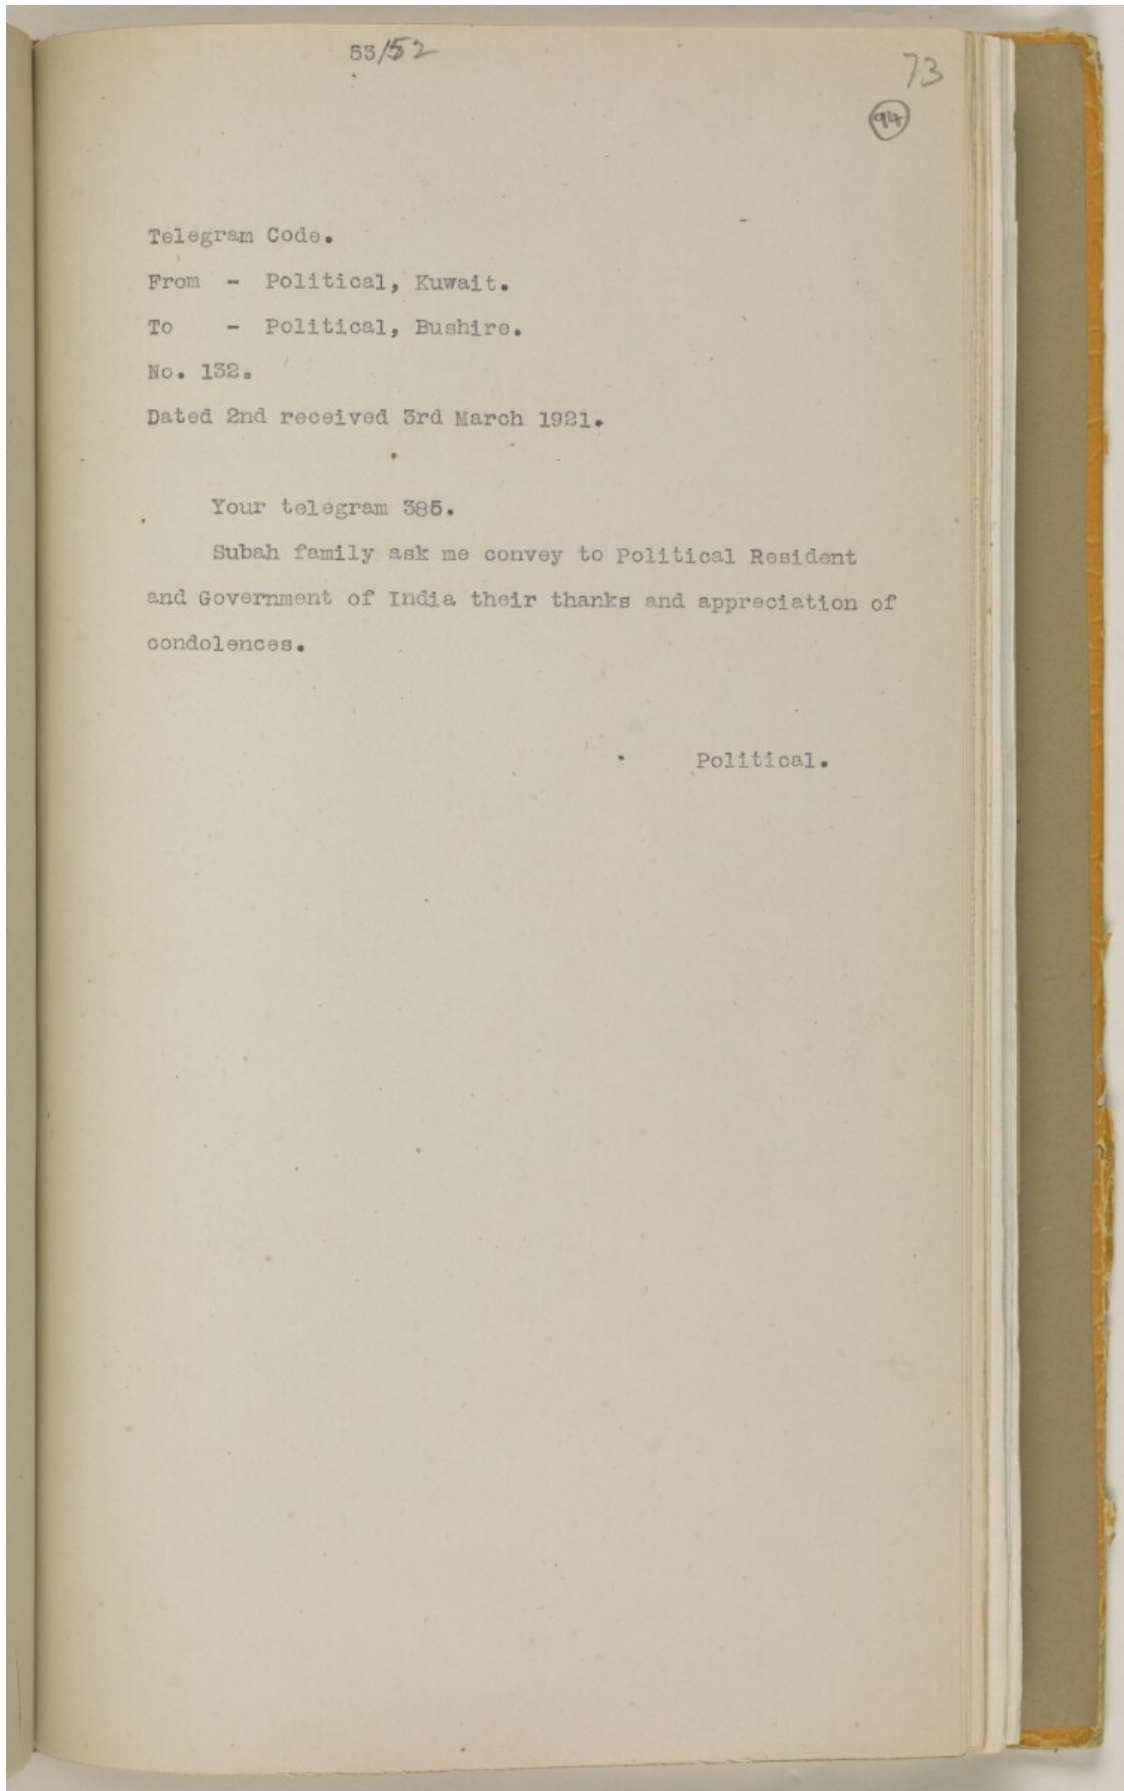 53/52
73
94
Telegram Code.
From - Political, Kuwait.
To - Political, Bushire.
No. 132.
Dated 2nd received 3rd March 1921.
Your telegram 385.
Subah family ask me convey to Political Resident
and Government of India their thanks and appreciation of
condolences.
Political.